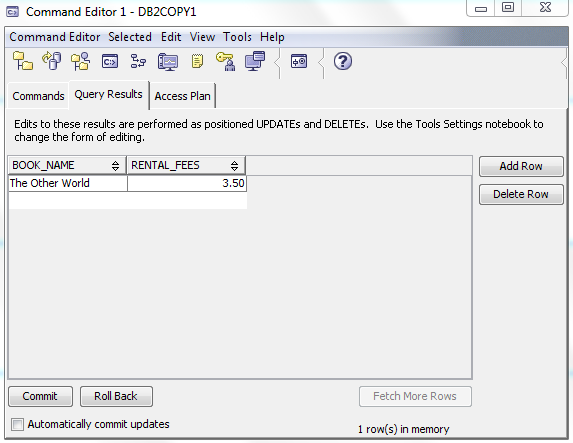 Command Editor 1 - DB2COPY1
Command Editor Selected Edit View Tools Help
Commands Query Results Access Plan
Edits to these results are performed as positioned UPDATEs and DELETEs. Use the Tools Settings notebook to
change the form of editing.
BOOK_NAME RENTAL_FEES
The Other World 3.50
Add Row
Delete Row
Commit Roll Back Fetch More Rows
Automatically commit updates
1 row(s) in memory